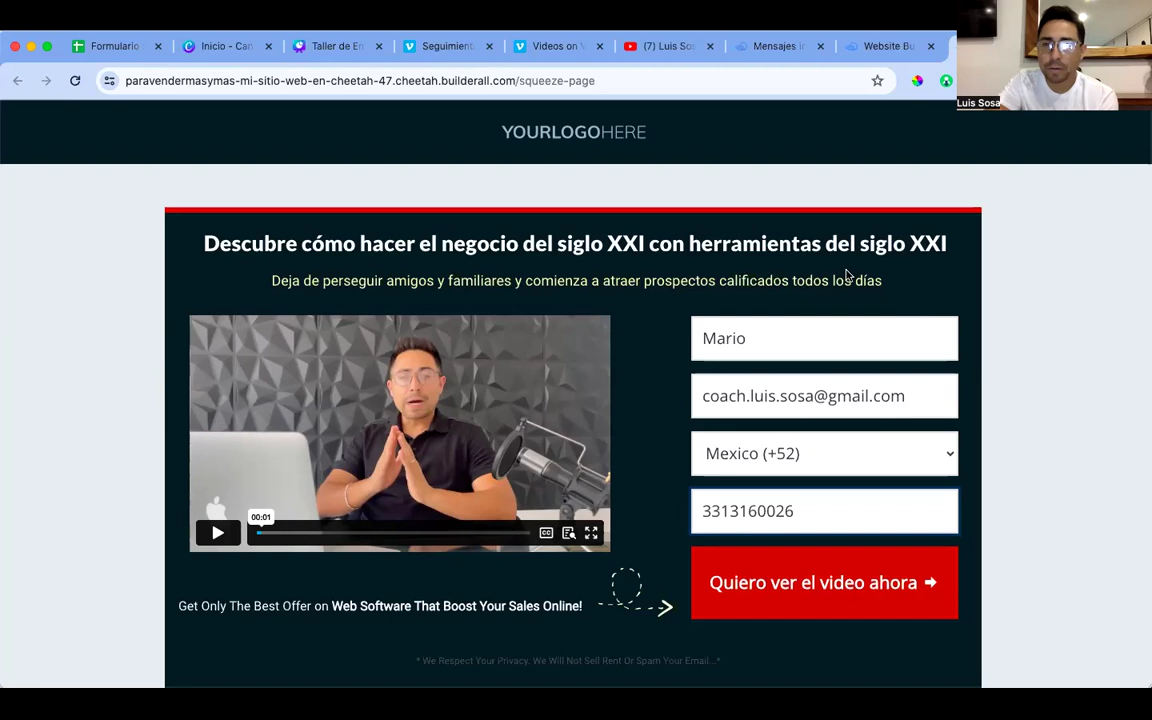 Formulario
Inicio - Can
Taller de En
Seguimient
Videos on V
(7) Luis Sos
Mensajes In
Website Bu
paravendermasymas-mi-sitio-web-en-cheetah-47.cheetah.builderall.com/squeeze-page
Luis Sosa
YOURLOGOHERE
Descubre cómo hacer el negocio del siglo XXI con herramientas del siglo XXI
Deja de perseguir amigos y familiares y comienza a atraer prospectos calificados todos los días
Mario
coach.luis.sosa@gmail.com
Mexico (+52)
3313160026
00:01
CC
Quiero ver el video ahora
Get Only The Best Offer on Web Software That Boost Your Sales Online!
* We Respect Your Privacy. We Will Not Sell Rent Or Spam Your Email...*